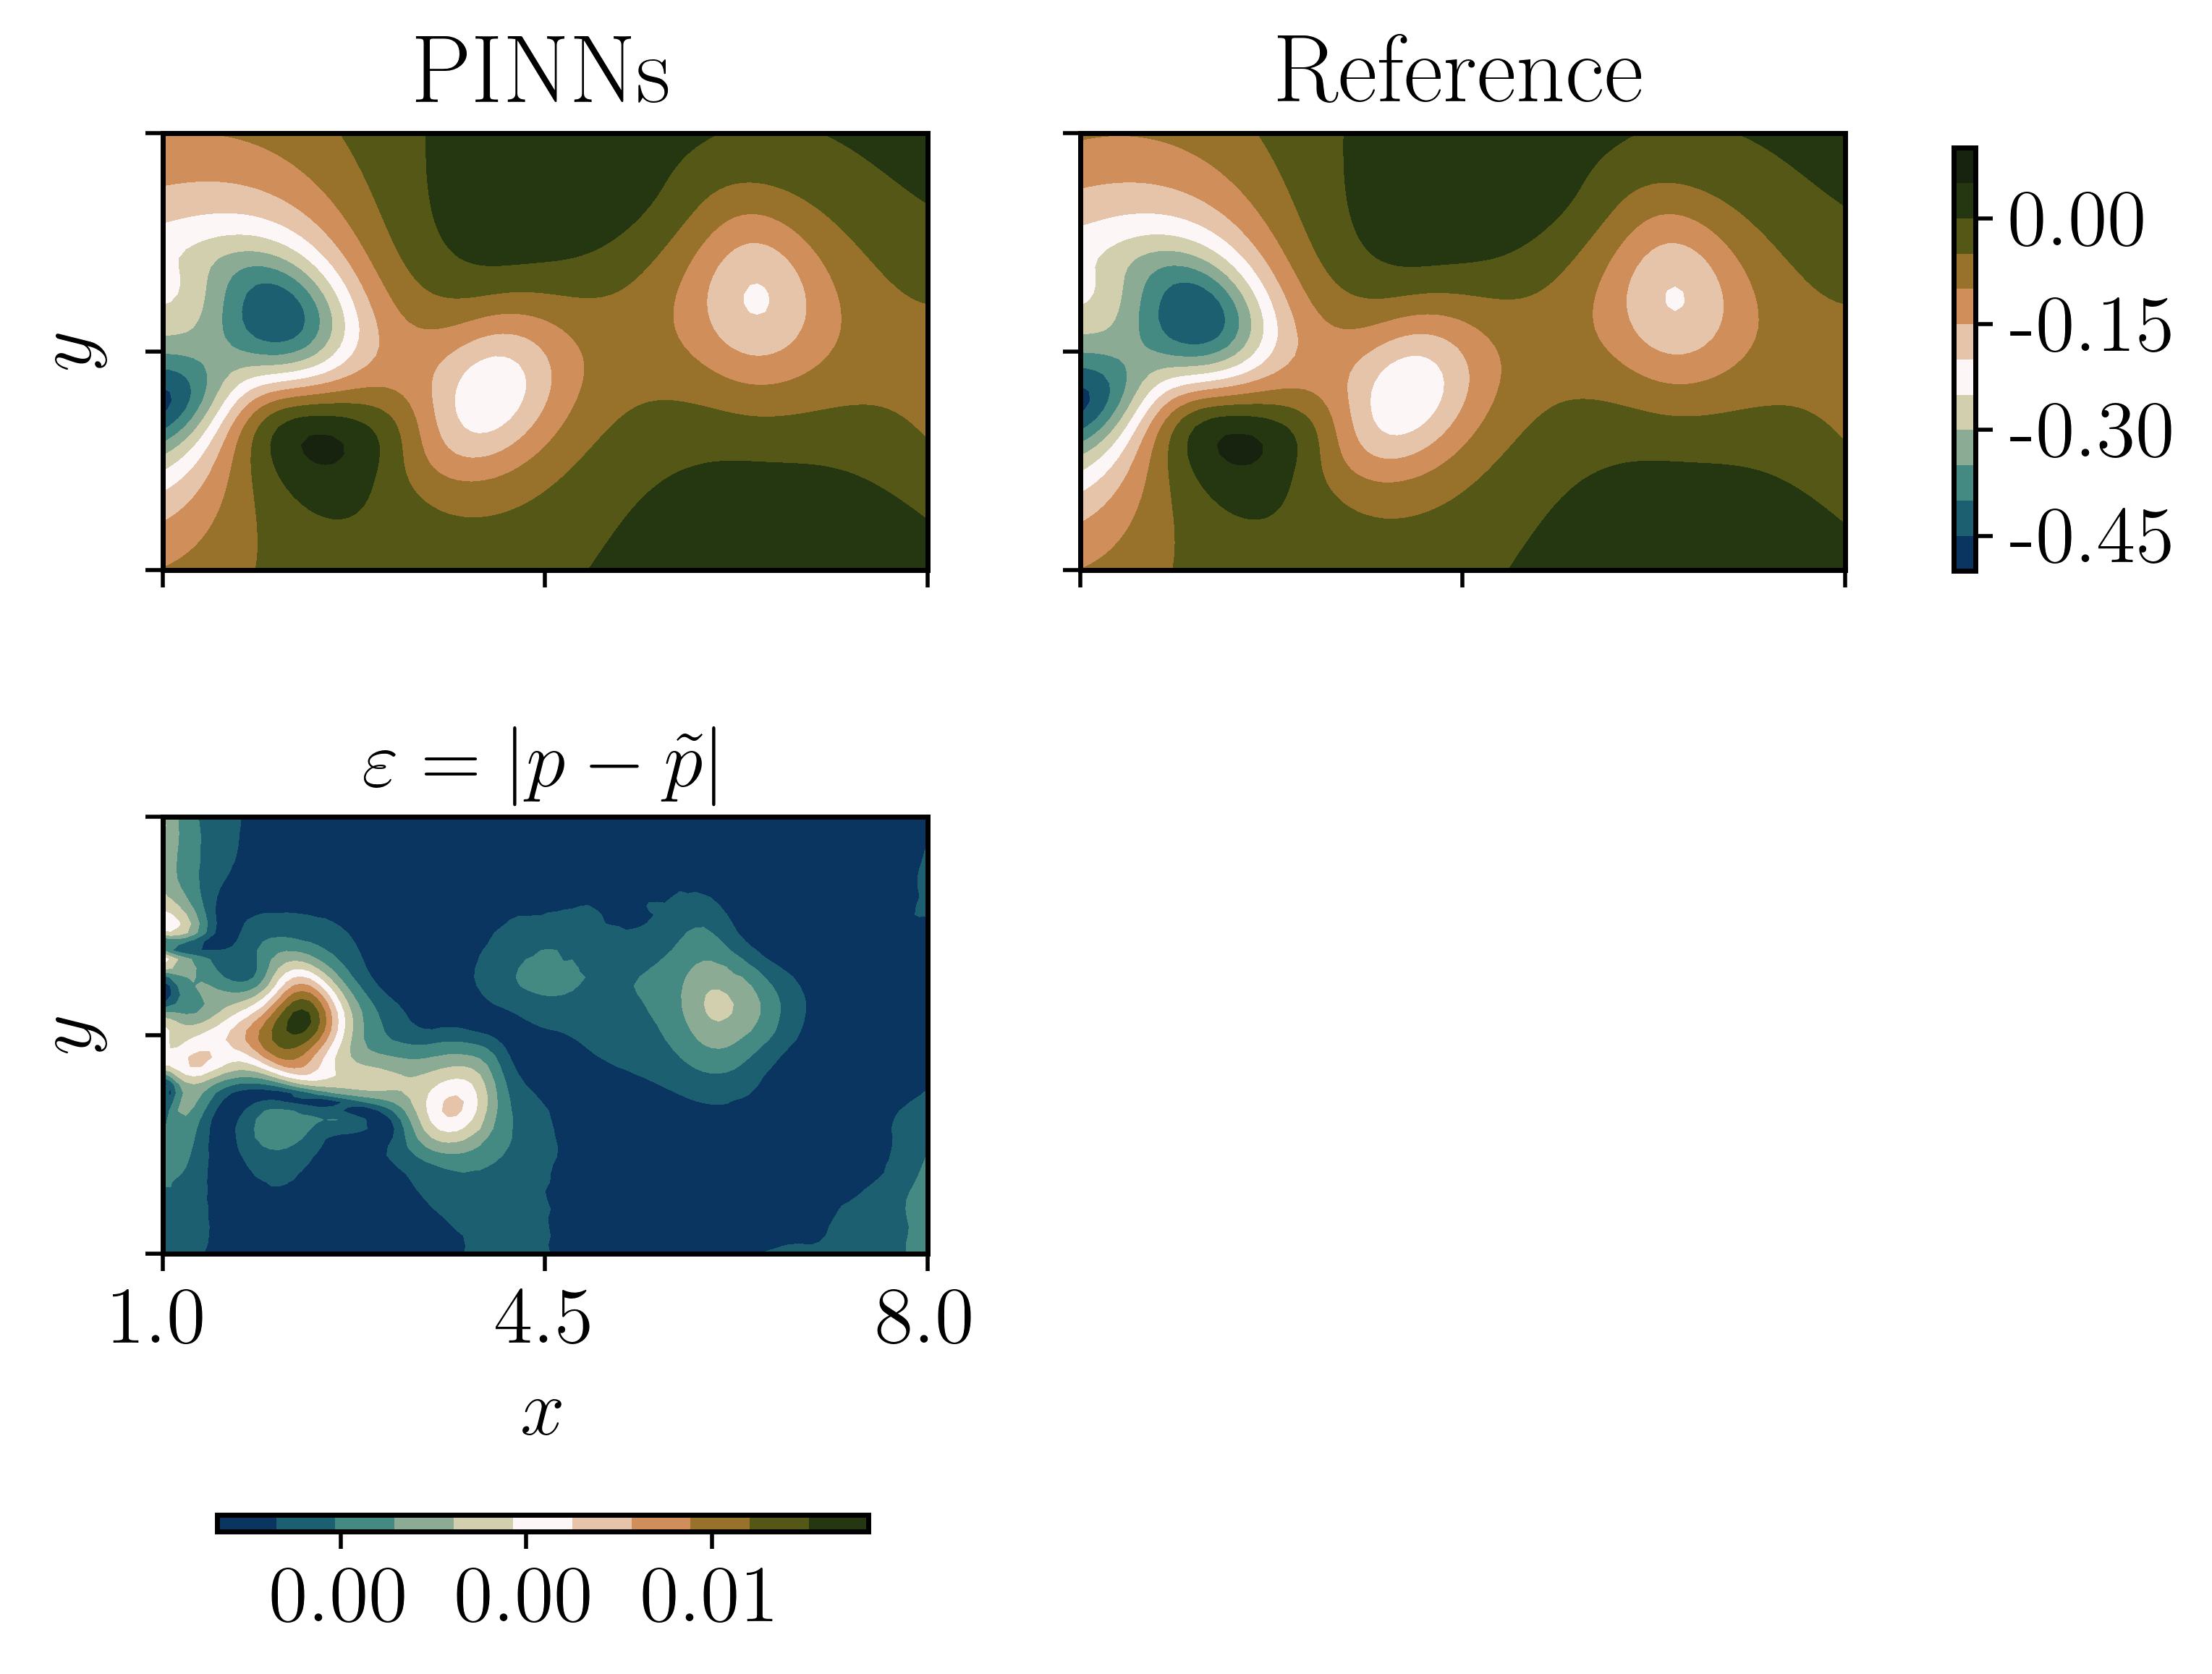 PINNs
Reference
y
0.00
-0.15
-0.30
-0.45
ε = |p − p̃|
y
1.0 4.5 8.0
x
0.00 0.00 0.01